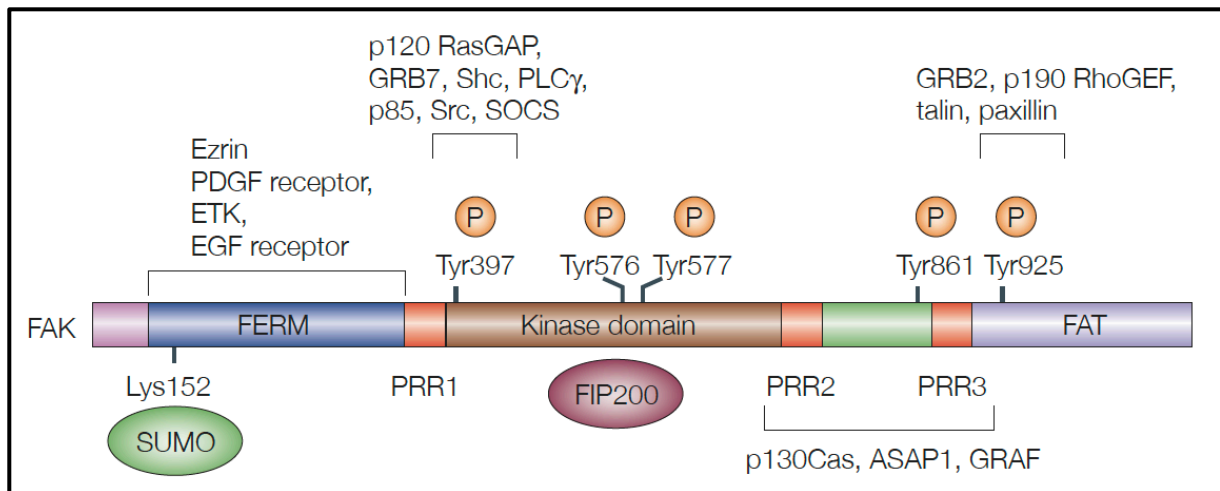 p120 RasGAP,
GRB7, Shc, PLCγ,
p85, Src, SOCS
GRB2, p190 RhoGEF,
talin, paxillin
Ezrin
PDGF receptor,
ETK,
EGF receptor
P P P P P
Tyr397 Tyr576 Tyr577 Tyr861 Tyr925
FAK FERM Kinase domain FAT
Lys152 PRR1 FIP200 PRR2 PRR3
SUMO
p130Cas, ASAP1, GRAF